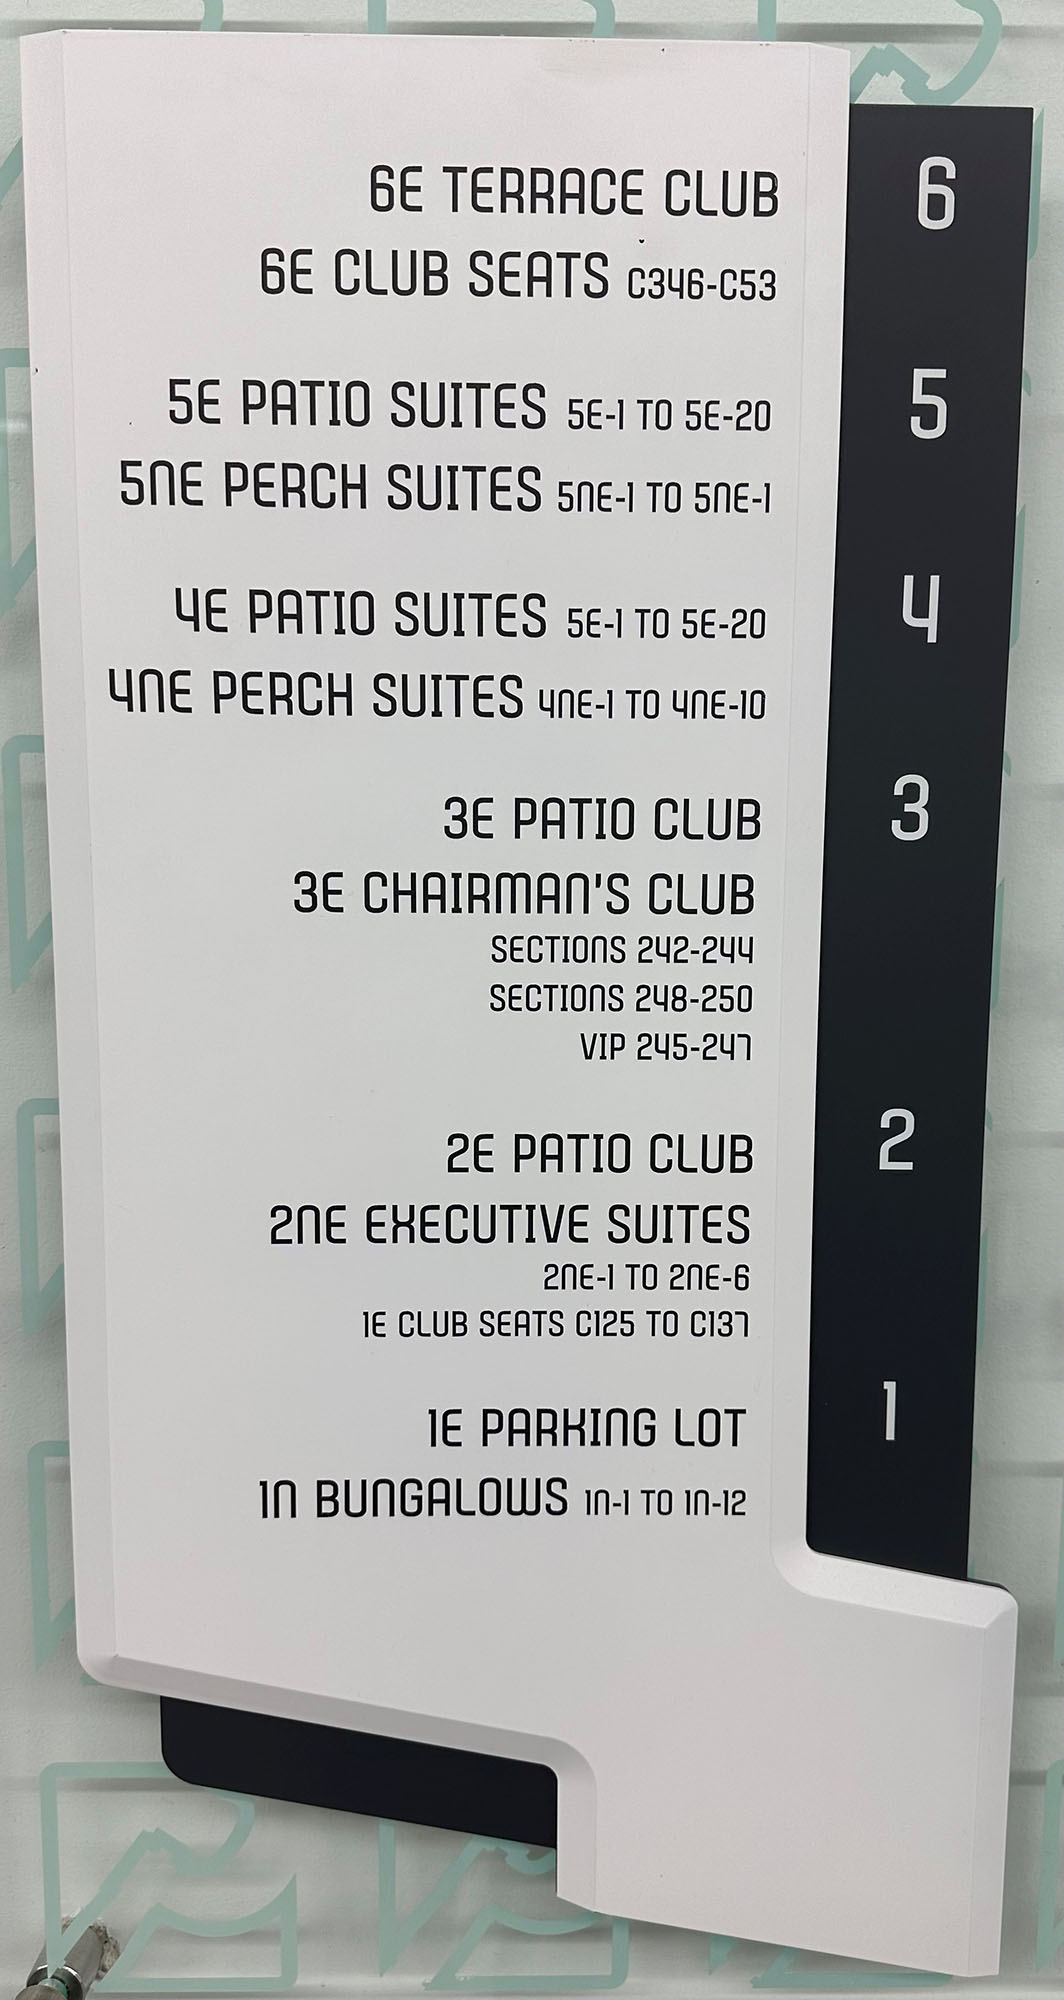 6E TERRACE CLUB 6
6E CLUB SEATS C346-C53
5E PATIO SUITES 5E-1 TO 5E-20 5
5NE PERCH SUITES 5NE-1 TO 5NE-1
4E PATIO SUITES 5E-1 TO 5E-20 4
4NE PERCH SUITES 4NE-1 TO 4NE-10
3E PATIO CLUB 3
3E CHAIRMAN'S CLUB
SECTIONS 242-244
SECTIONS 248-250
VIP 245-247
2E PATIO CLUB 2
2NE EXECUTIVE SUITES
2NE-1 TO 2NE-6
1E CLUB SEATS C125 TO C137
1E PARKING LOT 1
1N BUNGALOWS 1N-1 TO 1N-12